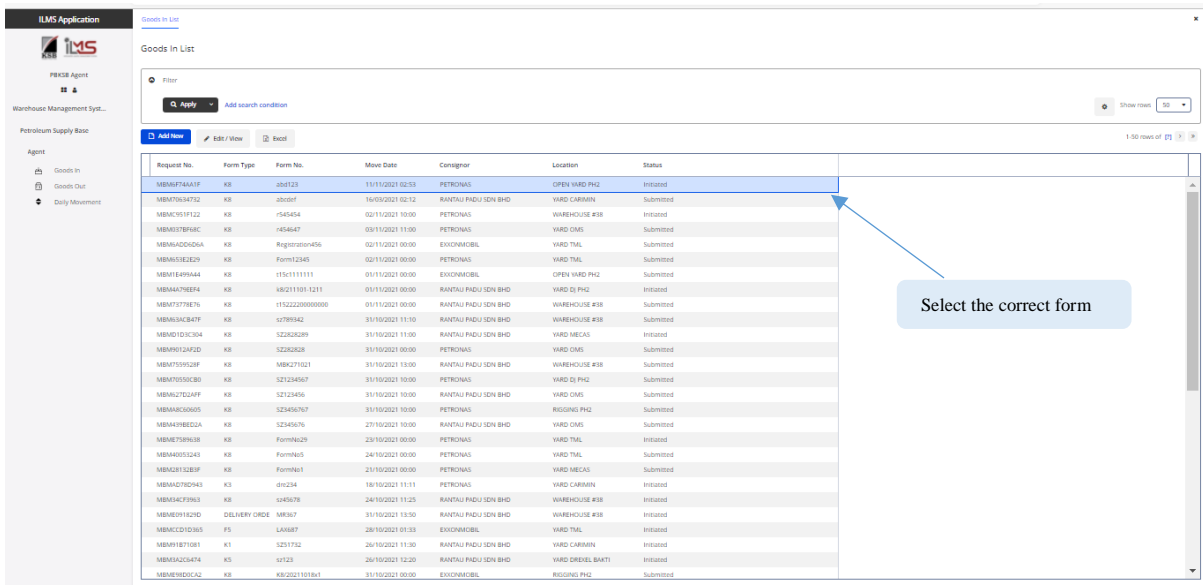 ILMS Application
Goods In List
×
KSB ILMS
Goods In List
PBKSB Agent
Filter
Warehouse Management Syst...
Apply Add search condition Show rows 50
Petroleum Supply Base
Add New Edit / View Excel 1-50 rows of [?]
Agent
Goods In
Goods Out
Daily Movement
Request No. Form Type Form No. Move Date Consignor Location Status
MBM6F74AA1F K8 abd123 11/11/2021 02:53 PETRONAS OPEN YARD PH2 Initiated
MBM70634732 K8 abcdef 16/03/2021 02:12 RANTAU PADU SDN BHD YARD CARIMIN Submitted
MBMC951F122 K8 r545454 02/11/2021 10:00 PETRONAS WAREHOUSE #38 Initiated
MBM037BF68C K8 r454647 03/11/2021 11:00 PETRONAS YARD OMS Submitted
MBM6ADD6D6A K8 Registration456 02/11/2021 00:00 EXXONMOBIL YARD TML Submitted
MBM653E2E29 K8 Form12345 02/11/2021 00:00 PETRONAS YARD TML Submitted
MBM1E499A44 K8 t15c1111111 01/11/2021 00:00 EXXONMOBIL OPEN YARD PH2 Submitted
MBM4A79EEF4 K8 k8/211101-1211 01/11/2021 00:00 RANTAU PADU SDN BHD YARD DJ PH2 Initiated
MBM73778E76 K8 t15222200000000 01/11/2021 00:00 RANTAU PADU SDN BHD WAREHOUSE #38 Submitted
MBM63ACB47F K8 sz789342 31/10/2021 11:10 RANTAU PADU SDN BHD WAREHOUSE #38 Submitted
MBMD1D3C304 K8 SZ2828289 31/10/2021 11:00 RANTAU PADU SDN BHD YARD MECAS Initiated
MBM9012AF2D K8 SZ282828 31/10/2021 00:00 PETRONAS YARD OMS Submitted
MBM7559528F K8 MBK271021 31/10/2021 13:00 RANTAU PADU SDN BHD WAREHOUSE #38 Submitted
MBM70550CB0 K8 SZ1234567 31/10/2021 10:00 PETRONAS YARD DJ PH2 Submitted
MBM627D2AFF K8 SZ123456 31/10/2021 10:00 RANTAU PADU SDN BHD YARD OMS Submitted
MBMA8C60605 K8 SZ3456767 31/10/2021 10:00 PETRONAS RIGGING PH2 Submitted
MBM439BED2A K8 SZ345676 27/10/2021 10:00 RANTAU PADU SDN BHD YARD OMS Submitted
MBME7589638 K8 FormNo29 23/10/2021 00:00 PETRONAS YARD TML Initiated
MBM40053243 K8 FormNo5 24/10/2021 00:00 PETRONAS YARD TML Submitted
MBM28132B3F K8 FormNo1 21/10/2021 00:00 PETRONAS YARD MECAS Submitted
MBMAD78D943 K3 dre234 18/10/2021 11:11 PETRONAS YARD CARIMIN Initiated
MBM34CF3963 K8 sz45678 24/10/2021 11:25 RANTAU PADU SDN BHD WAREHOUSE #38 Initiated
MBME091829D DELIVERY ORDE MR367 31/10/2021 13:50 RANTAU PADU SDN BHD WAREHOUSE #38 Initiated
MBMCCD1D365 F5 LAX687 28/10/2021 01:33 EXXONMOBIL YARD TML Initiated
MBM91B71081 K1 SZ51732 26/10/2021 11:30 RANTAU PADU SDN BHD YARD CARIMIN Initiated
MBM3A2C6474 K5 sz123 26/10/2021 12:20 RANTAU PADU SDN BHD YARD DREXEL BAKTI Initiated
MBME98D0CA2 K8 K8/20211018x1 31/10/2021 00:00 EXXONMOBIL RIGGING PH2 Submitted
Select the correct form